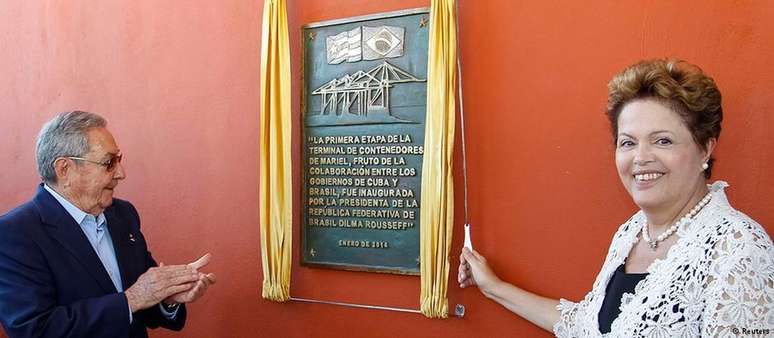 "LA PRIMERA ETAPA DE LA
TERMINAL DE CONTENEDORES
DE MARIEL, FRUTO DE LA
COLABORACIÓN ENTRE LOS
GOBIERNOS DE CUBA Y
BRASIL, FUE INAUGURADA
POR LA PRESIDENTA DE LA
REPÚBLICA FEDERATIVA DE
BRASIL DILMA ROUSSEFF"
ENERO DE 2014
© Reuters